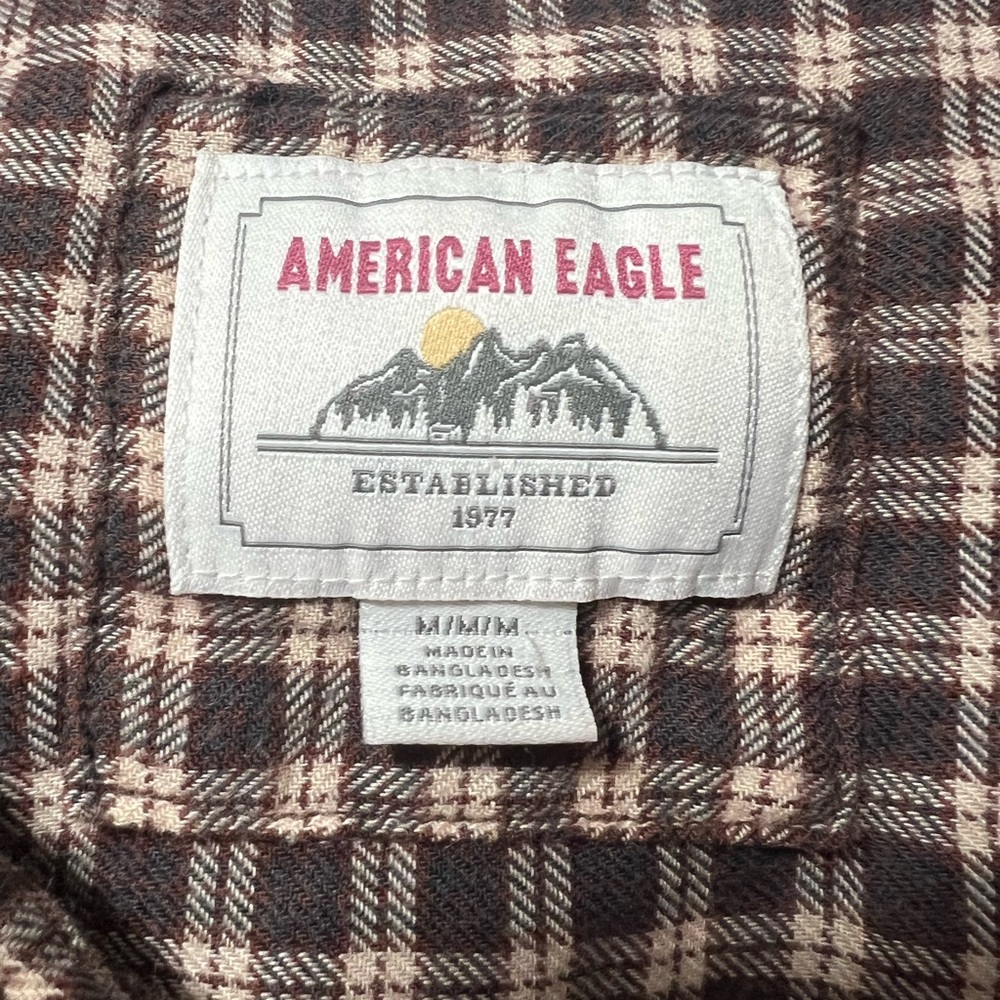 AMERICAN EAGLE
ESTABLISHED
1977
M/M/M
MADE IN
BANGLADESH
FABRIQUÉ AU
BANGLADESH